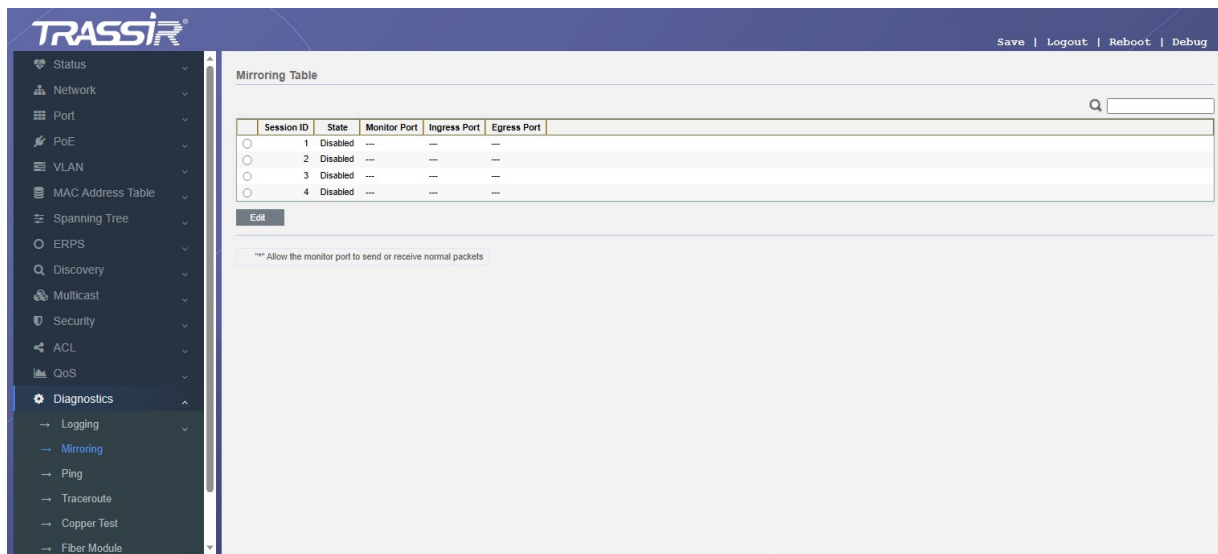 TRASSIR®
Save | Logout | Reboot | Debug
Status
Network
Port
PoE
VLAN
MAC Address Table
Spanning Tree
ERPS
Discovery
Multicast
Security
ACL
QoS
Diagnostics
→ Logging
→ Mirroring
→ Ping
→ Traceroute
→ Copper Test
→ Fiber Module
Mirroring Table
Session ID State Monitor Port Ingress Port Egress Port
1 Disabled --- --- ---
2 Disabled --- --- ---
3 Disabled --- --- ---
4 Disabled --- --- ---
Edit
"*" Allow the monitor port to send or receive normal packets